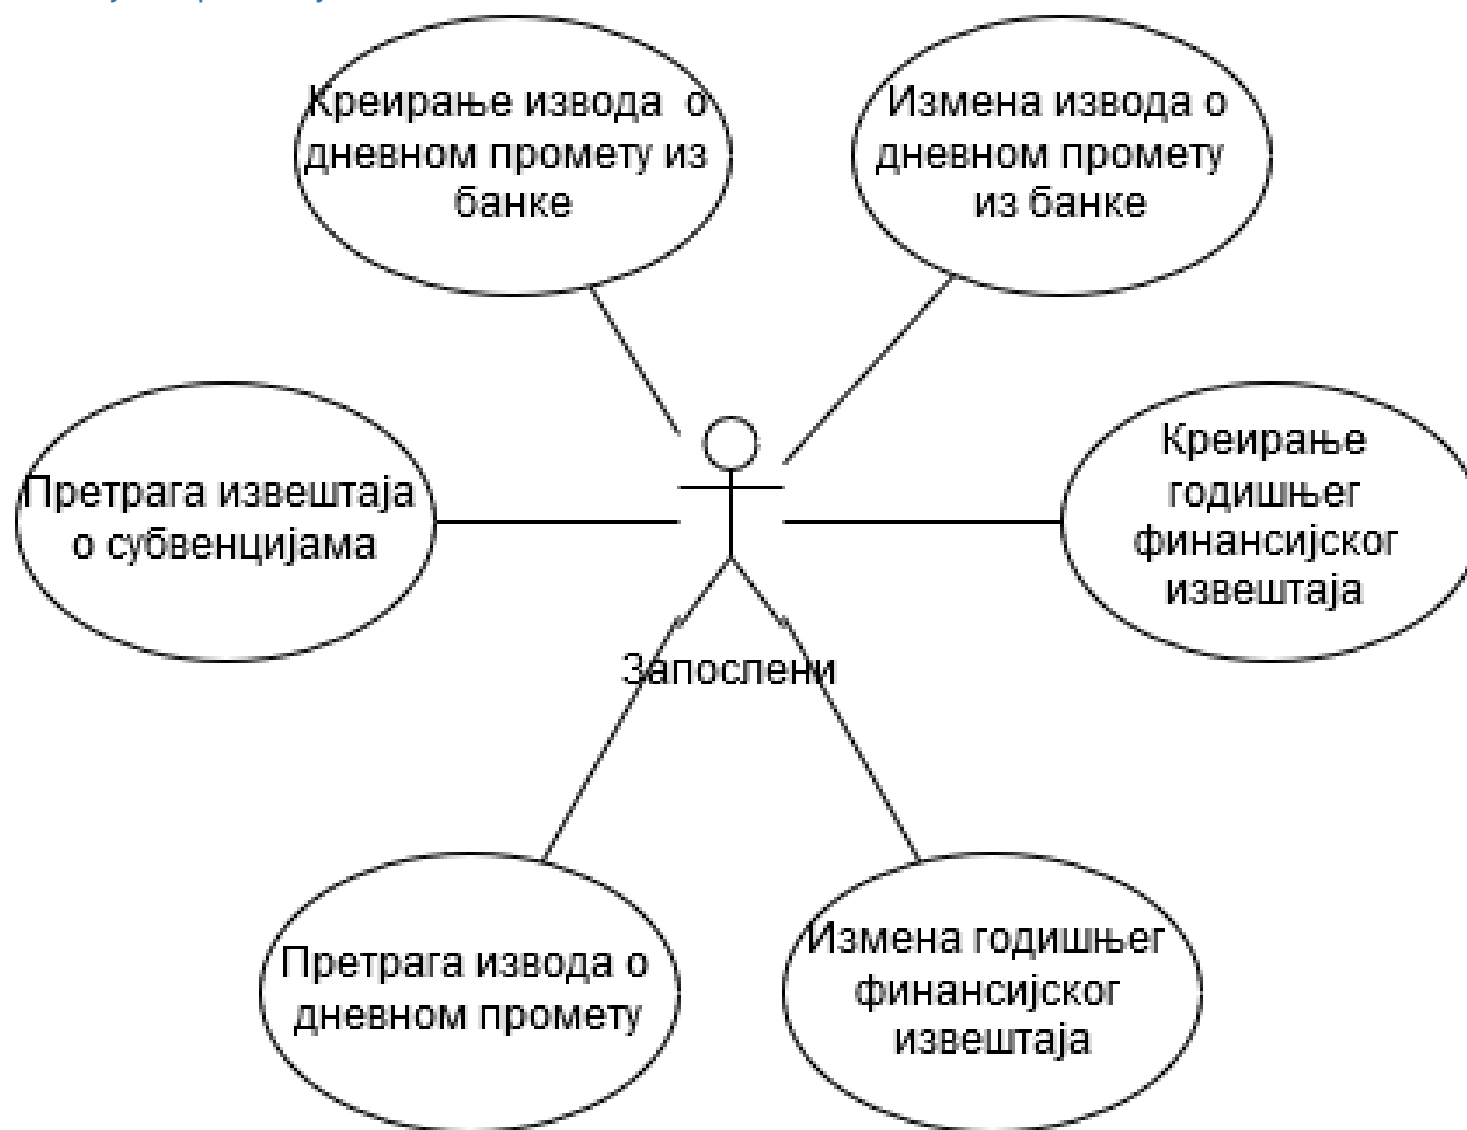 Креирање извода о
дневном промету из
банке
Измена извода о
дневном промету
из банке
Претрага извештаја
о субвенцијама
Креирање
годишњег
финансијског
извештаја
Запослени
Претрага извода о
дневном промету
Измена годишњег
финансијског
извештаја